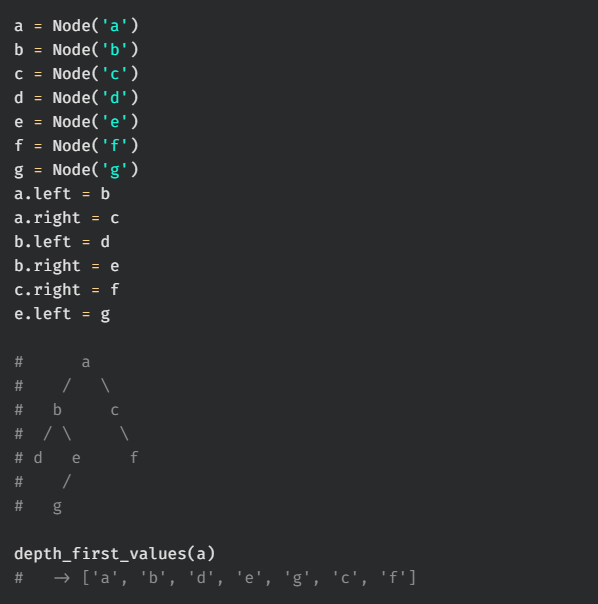 a = Node('a')
b = Node('b')
c = Node('c')
d = Node('d')
e = Node('e')
f = Node('f')
g = Node('g')
a.left = b
a.right = c
b.left = d
b.right = e
c.right = f
e.left = g

#      a
#    /   \
#   b     c
#  / \     \
# d   e     f
#    /
#   g

depth_first_values(a)
#   -> ['a', 'b', 'd', 'e', 'g', 'c', 'f']